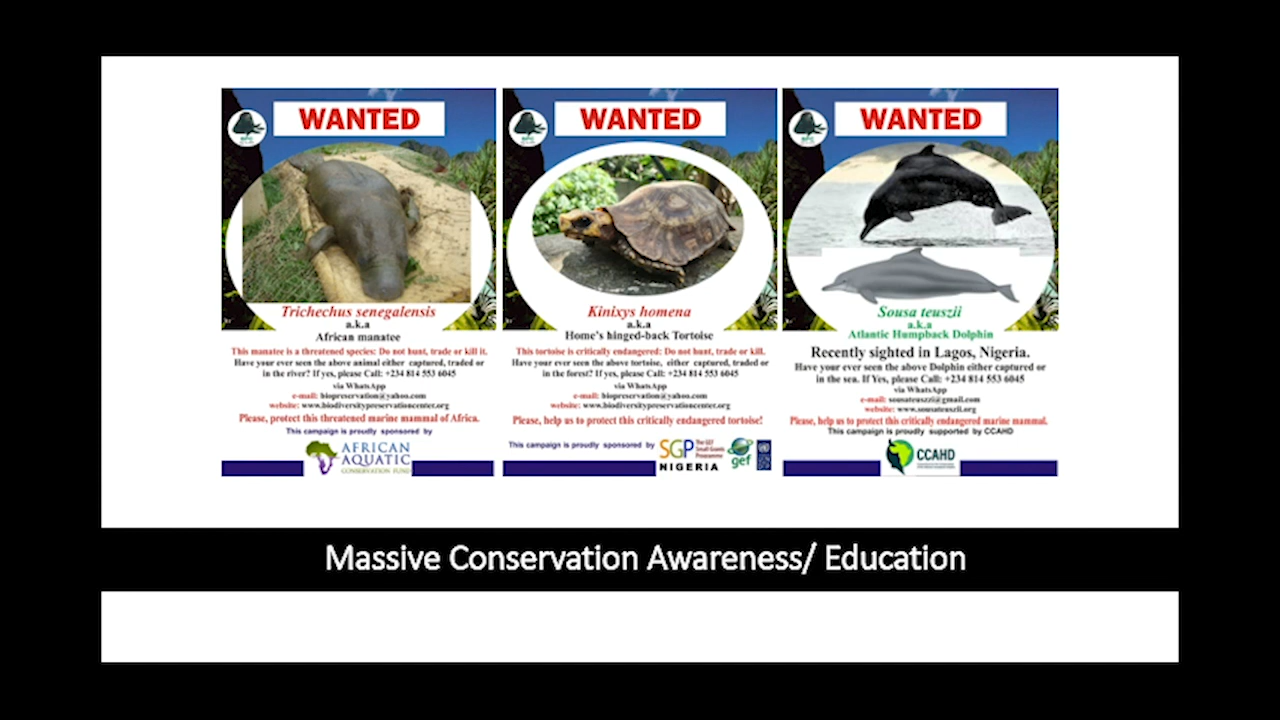 WANTED
Trichechus senegalensis
a.k.a
African manatee
This manatee is a threatened species: Do not hunt, trade or kill it.
Have your ever seen the above animal either captured, traded or
in the river? If yes, please Call: +234 814 553 6045
via WhatsApp
e-mail: biopreservation@yahoo.com
website: www.biodiversitypreservationcenter.org
Please, protect this threatened marine mammal of Africa.
This campaign is proudly sponsored by
AFRICAN
AQUATIC
CONSERVATION FUND
WANTED
Kinixys homena
a.k.a
Home's hinged-back Tortoise
This tortoise is critically endangered: Do not hunt, trade or kill.
Have your ever seen the above tortoise, either captured, traded or
in the forest? If yes, please Call: +234 814 553 6045
via WhatsApp
e-mail: biopreservation@yahoo.com
website: www.biodiversitypreservationcenter.org
Please, help us to protect this critically endangered tortoise!
This campaign is proudly sponsored by
SGP The GEF
Small Grants
Programme
NIGERIA
gef
WANTED
Sousa teuszii
a.k.a
Atlantic Humpback Dolphin
Recently sighted in Lagos, Nigeria.
Have your ever seen the above Dolphin either captured or
in the sea. If Yes, please Call: +234 814 553 6045
via WhatsApp
e-mail: sousateuszzi@gmail.com
website: www.sousateuszii.org
Please, help us to protect this critically endangered marine mammal.
This campaign is proudly supported by CCAHD
CCAHD
Massive Conservation Awareness/ Education